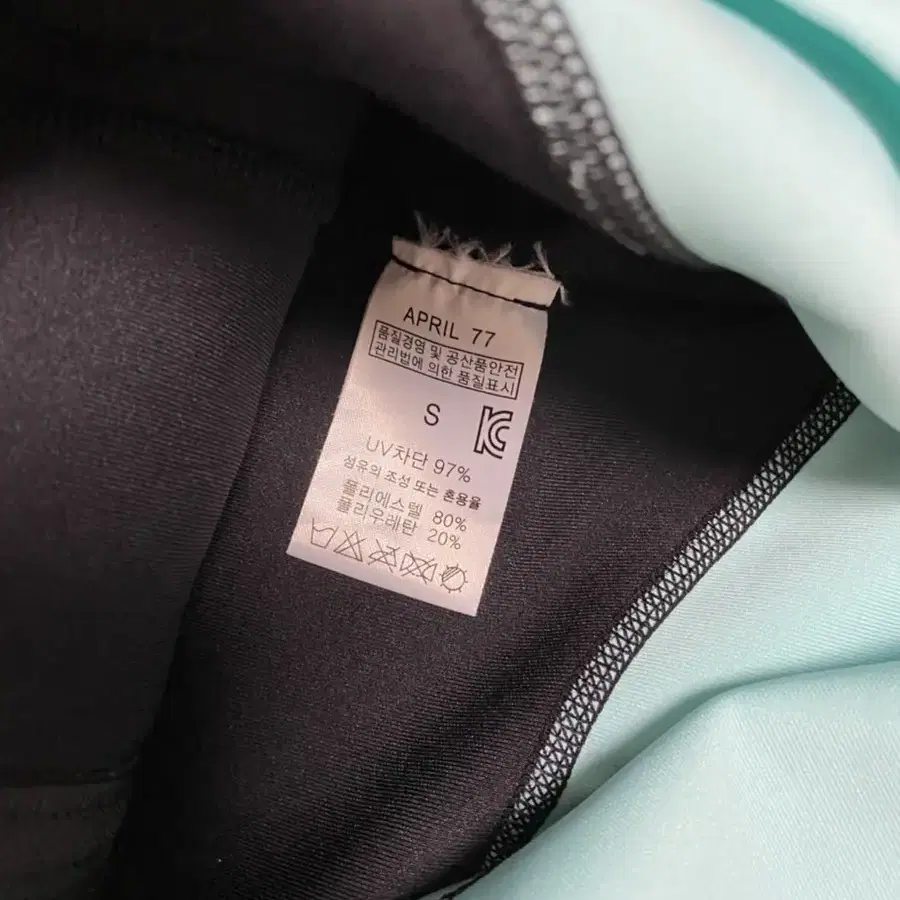 APRIL 77
품질경영 및 공산품안전
관리법에 의한 품질표시
S
UV차단 97%
섬유의 조성 또는 혼용율
폴리에스텔 80%
폴리우레탄 20%